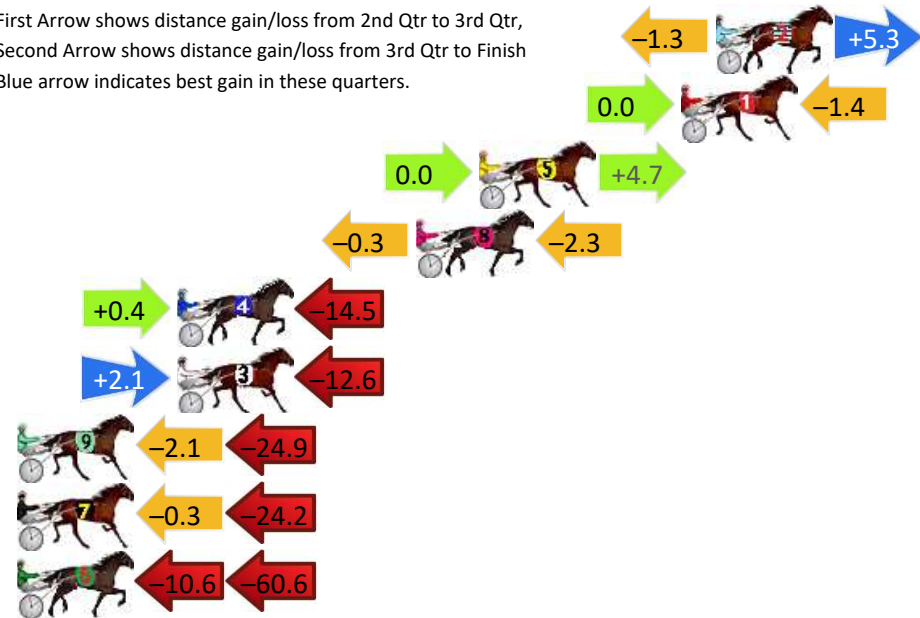 First Arrow shows distance gain/loss from 2nd Qtr to 3rd Qtr,
Second Arrow shows distance gain/loss from 3rd Qtr to Finish
Blue arrow indicates best gain in these quarters.
–1.3 2 +5.3
0.0 1 –1.4
0.0 5 +4.7
–0.3 8 –2.3
+0.4 4 –14.5
+2.1 3 –12.6
9 –2.1 –24.9
7 –0.3 –24.2
6 –10.6 –60.6